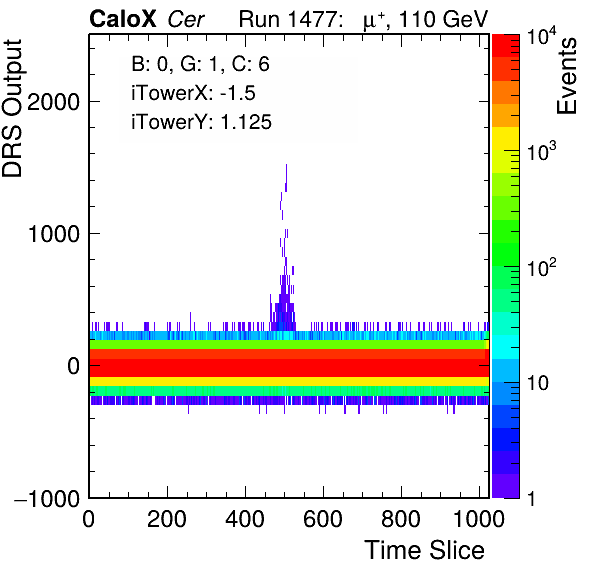 CaloX Cer Run 1477: μ⁺, 110 GeV
B: 0, G: 1, C: 6
iTowerX: -1.5
iTowerY: 1.125
DRS Output
2000
1000
0
−1000
0 200 400 600 800 1000
Time Slice
Events
10⁴
10³
10²
10
1